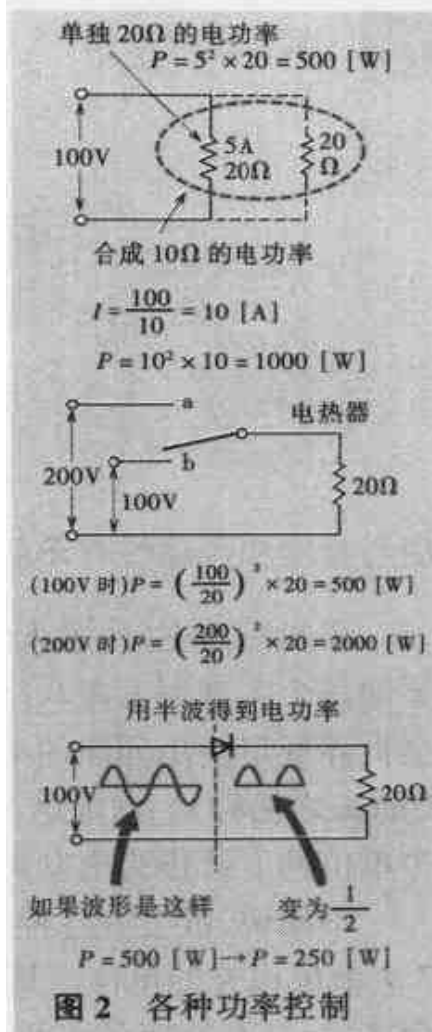 单独 20Ω 的电功率
P = 5² × 20 = 500 [W]
100V
5A
20Ω
20
Ω
合成 10Ω 的电功率
I = 100/10 = 10 [A]
P = 10² × 10 = 1000 [W]
a
电热器
200V
b
100V
20Ω
(100V 时) P = (100/20)² × 20 = 500 [W]
(200V 时) P = (200/20)² × 20 = 2000 [W]
用半波得到电功率
100V
20Ω
如果波形是这样
变为 1/2
P = 500 [W] → P = 250 [W]
图 2 各种功率控制